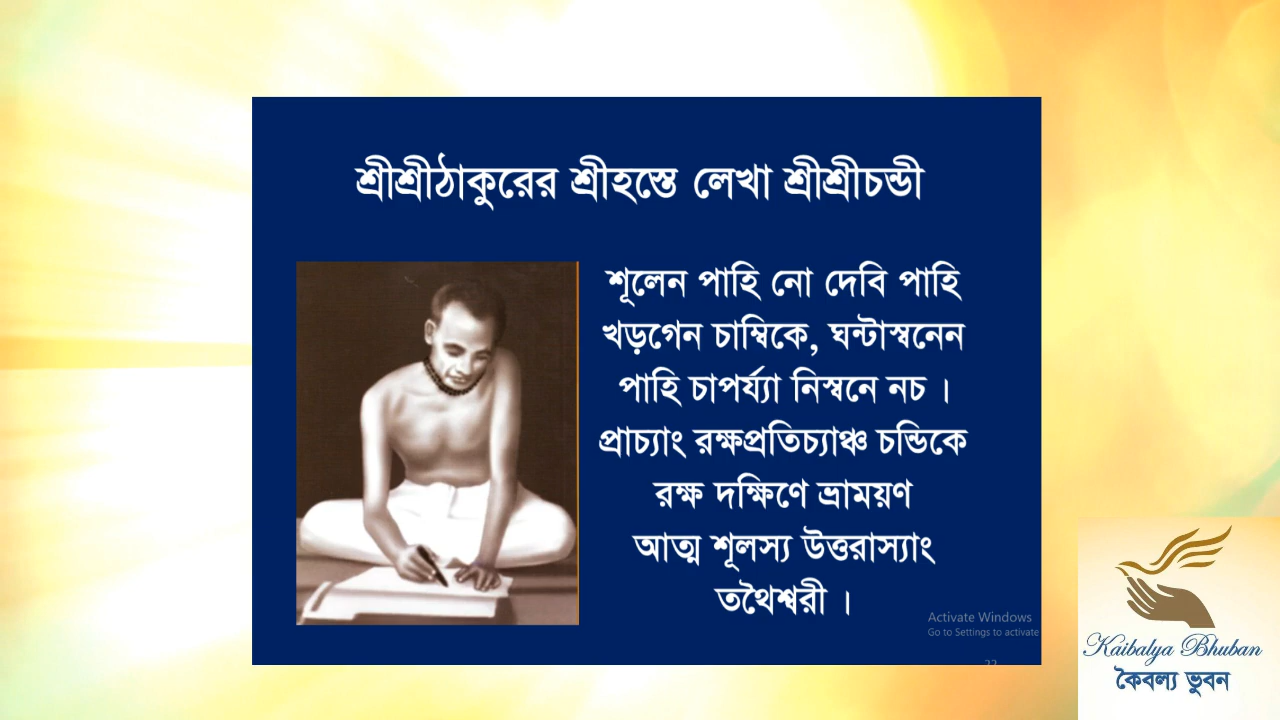 শ্রীশ্রীঠাকুরের শ্রীহস্তে লেখা শ্রীশ্রীচন্ডী
শূলেন পাহি নো দেবি পাহি
খড়গেন চাম্বিকে, ঘন্টাস্বনেন
পাহি চাপর্য্যা নিস্বনে নচ ।
প্রাচ্যাং রক্ষপ্রতিচ্যাঞ্চ চন্ডিকে
রক্ষ দক্ষিণে ভ্রাময়ণ
আত্ম শূলস্য উত্তরাস্যাং
তথৈশ্বরী ।
Activate Windows
Go to Settings to activate
Kaibalya Bhuban
কৈবল্য ভুবন